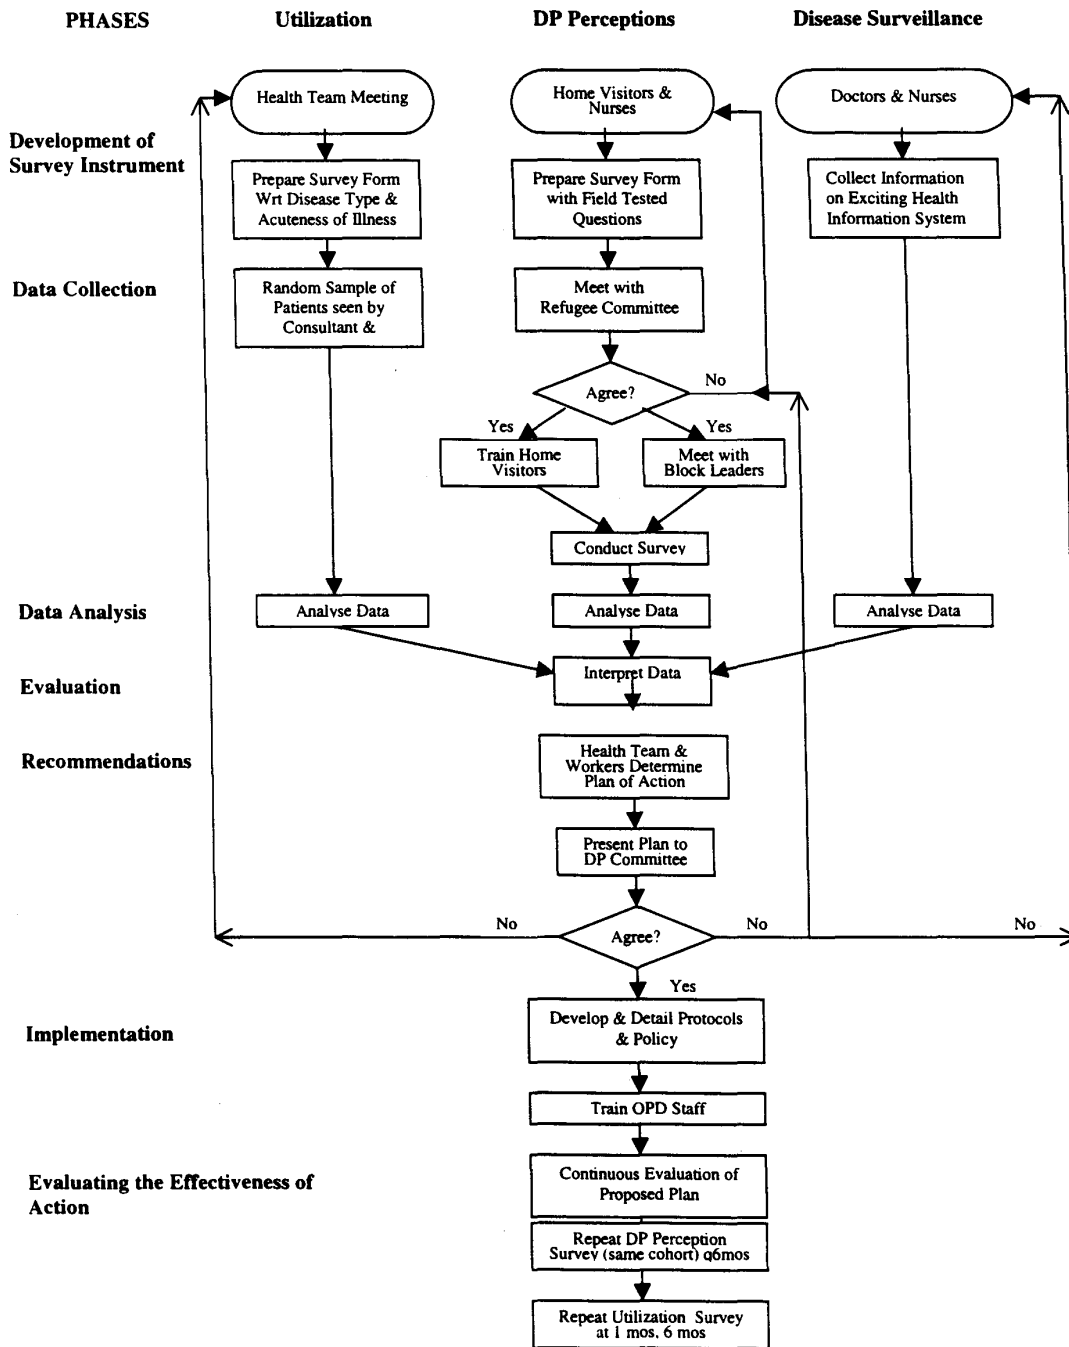 PHASES Utilization DP Perceptions Disease Surveillance
Health Team Meeting
Home Visitors &
Nurses
Doctors & Nurses
Development of
Survey Instrument
Prepare Survey Form
Wrt Disease Type &
Acuteness of Illness
Prepare Survey Form
with Field Tested
Questions
Collect Information
on Exciting Health
Information System
Data Collection
Random Sample of
Patients seen by
Consultant &
Meet with
Refugee Committee
Agree?
No
Yes
Yes
Train Home
Visitors
Meet with
Block Leaders
Conduct Survey
Data Analysis
Analyse Data
Analyse Data
Analyse Data
Evaluation
Interpret Data
Recommendations
Health Team &
Workers Determine
Plan of Action
Present Plan to
DP Committee
No
Agree?
No
No
Yes
Implementation
Develop & Detail Protocols
& Policy
Train OPD Staff
Evaluating the Effectiveness of
Action
Continuous Evaluation of
Proposed Plan
Repeat DP Perception
Survey (same cohort) q6mos
Repeat Utilization Survey
at 1 mos, 6 mos